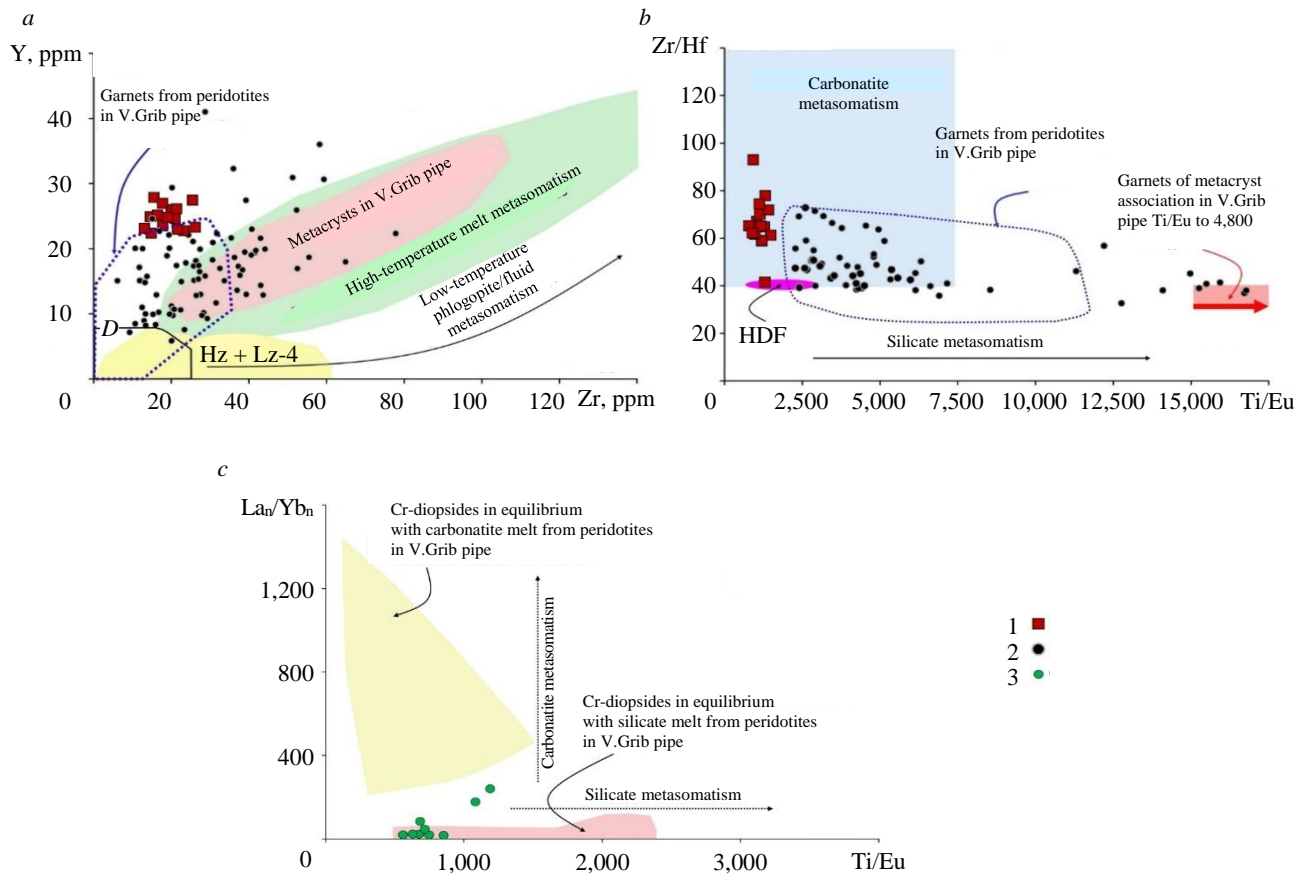 a
Y, ppm
Garnets from peridotites
in V.Grib pipe
40
30
20
10
0
D
Hz + Lz-4
Metacrysts in V.Grib pipe
High-temperature melt metasomatism
Low-temperature
phlogopite/fluid
metasomatism
20
40
60
80
100
120
Zr, ppm
b
Zr/Hf
120
100
80
60
40
20
0
Carbonatite
metasomatism
Garnets from peridotites
in V.Grib pipe
Garnets of metacryst
association in V.Grib
pipe Ti/Eu to 4,800
HDF
Silicate metasomatism
2,500
5,000
7,500
10,000
12,500
15,000
Ti/Eu
c
Laₙ/Ybₙ
Cr-diopsides in equilibrium
with carbonatite melt from peridotites
in V.Grib pipe
1,200
800
400
0
Carbonatite metasomatism
Cr-diopsides in equilibrium
with silicate melt from peridotites
in V.Grib pipe
Silicate metasomatism
1,000
2,000
3,000
Ti/Eu
1
2
3